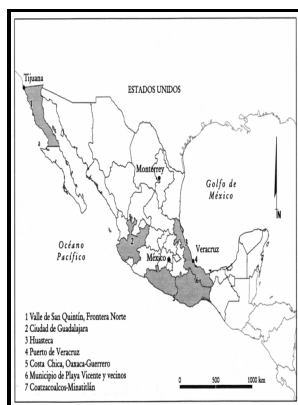 Tijuana
ESTADOS UNIDOS
Monterrey
Golfo de
México
Océano
Pacífico
México
Veracruz
1 Valle de San Quintín, Frontera Norte
2 Ciudad de Guadalajara
3 Huasteca
4 Puerto de Veracruz
5 Costa Chica, Oaxaca-Guerrero
6 Municipio de Playa Vicente y vecinos
7 Coatzacoalcos-Minatitlán
N
0 500 1000 km